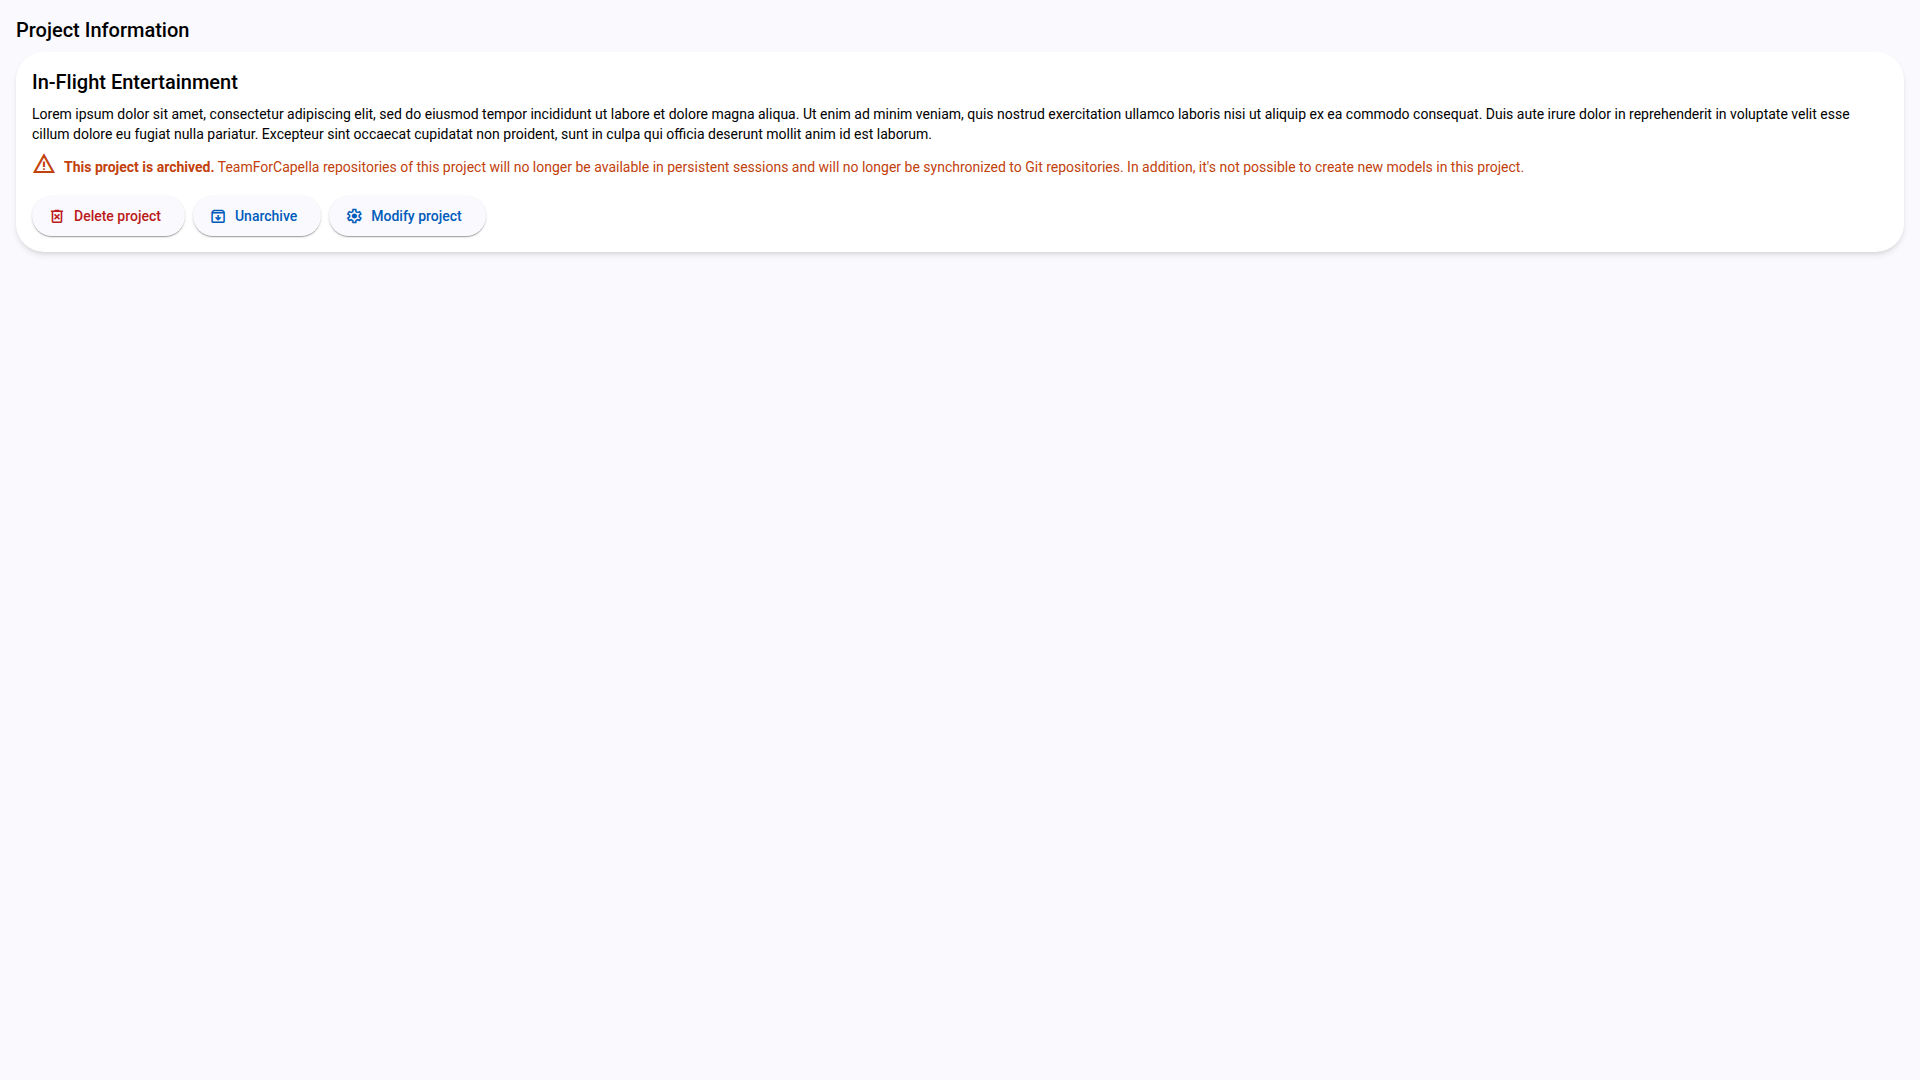 Project Information
In-Flight Entertainment
Lorem ipsum dolor sit amet, consectetur adipiscing elit, sed do eiusmod tempor incididunt ut labore et dolore magna aliqua. Ut enim ad minim veniam, quis nostrud exercitation ullamco laboris nisi ut aliquip ex ea commodo consequat. Duis aute irure dolor in reprehenderit in voluptate velit esse
cillum dolore eu fugiat nulla pariatur. Excepteur sint occaecat cupidatat non proident, sunt in culpa qui officia deserunt mollit anim id est laborum.
This project is archived. TeamForCapella repositories of this project will no longer be available in persistent sessions and will no longer be synchronized to Git repositories. In addition, it's not possible to create new models in this project.
Delete project Unarchive Modify project